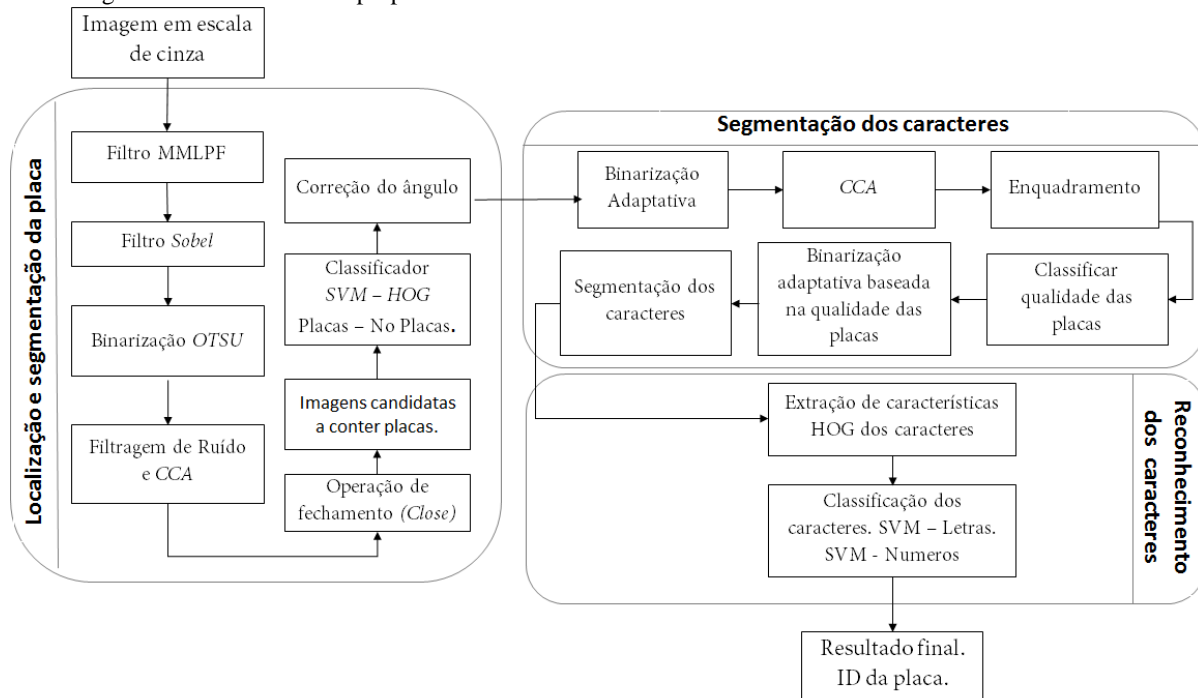 Imagem em escala
de cinza
Localização e segmentação da placa
Filtro MMLPF
Filtro Sobel
Binarização OTSU
Filtragem de Ruído
e CCA
Operação de
fechamento (Close)
Imagens candidatas
a conter placas.
Classificador
SVM – HOG
Placas – No Placas.
Correção do ângulo
Segmentação dos caracteres
Binarização
Adaptativa
CCA
Enquadramento
Classificar
qualidade das
placas
Binarização
adaptativa baseada
na qualidade das
placas
Segmentação dos
caracteres
Reconhecimento
dos caracteres
Extração de características
HOG dos caracteres
Classificação dos
caracteres. SVM – Letras.
SVM - Numeros
Resultado final.
ID da placa.